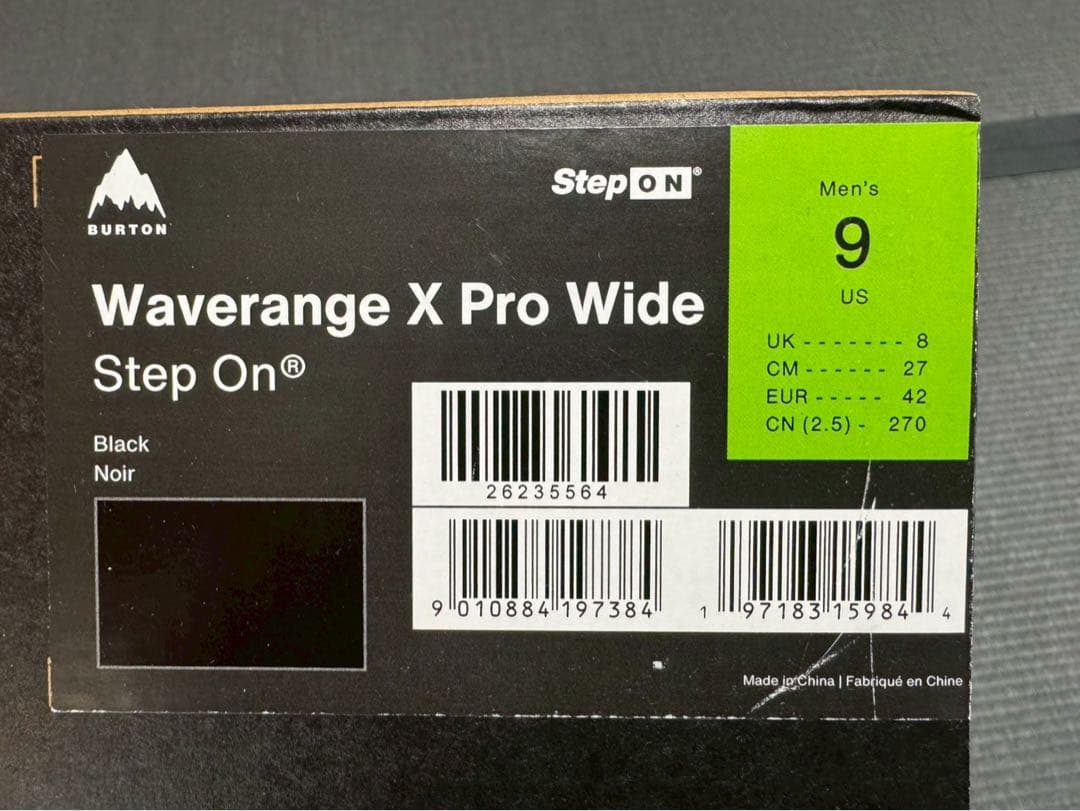 BURTON
StepON®
Waverange X Pro Wide
Step On®
Black
Noir
Men's
9
US
UK - - - - - - - 8
CM - - - - - - 27
EUR - - - - - 42
CN (2.5) - 270
26235564
9 010884 197384
1 97183 15984 4
Made in China | Fabriqué en Chine